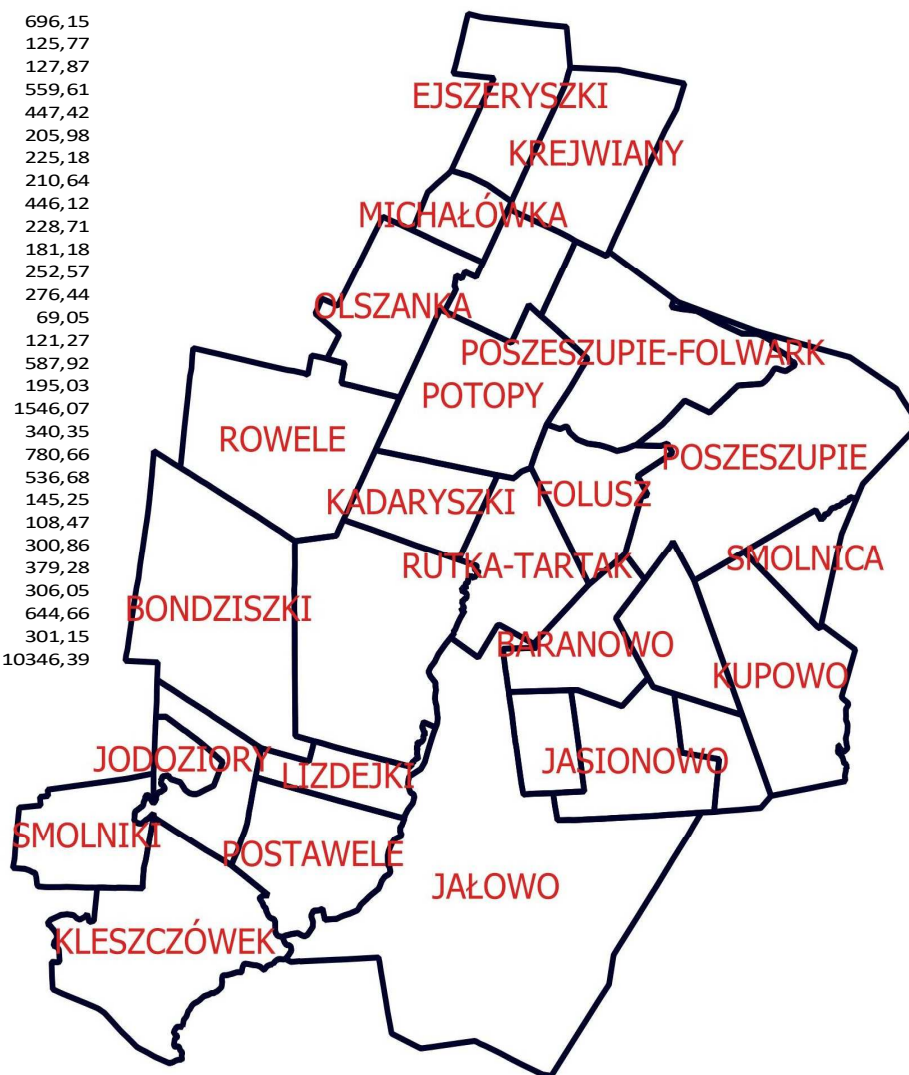 696,15
125,77
127,87
559,61
447,42
205,98
225,18
210,64
446,12
228,71
181,18
252,57
276,44
69,05
121,27
587,92
195,03
1546,07
340,35
780,66
536,68
145,25
108,47
300,86
379,28
306,05
644,66
301,15
10346,39
EJSZERYSZKI
KREJWIANY
MICHAŁÓWKA
OLSZANKA
POSZESZUPIE-FOLWARK
POTOPY
ROWELE
POSZESZUPIE
KADARYSZKI
FOLUSZ
SMOLNICA
RUTKA-TARTAK
BONDZISZKI
BARANOWO
KUPOWO
JODOZIORY
JASIONOWO
LIZDEJKI
SMOLNIKI
POSTAWELE
JAŁOWO
KLESZCZÓWEK